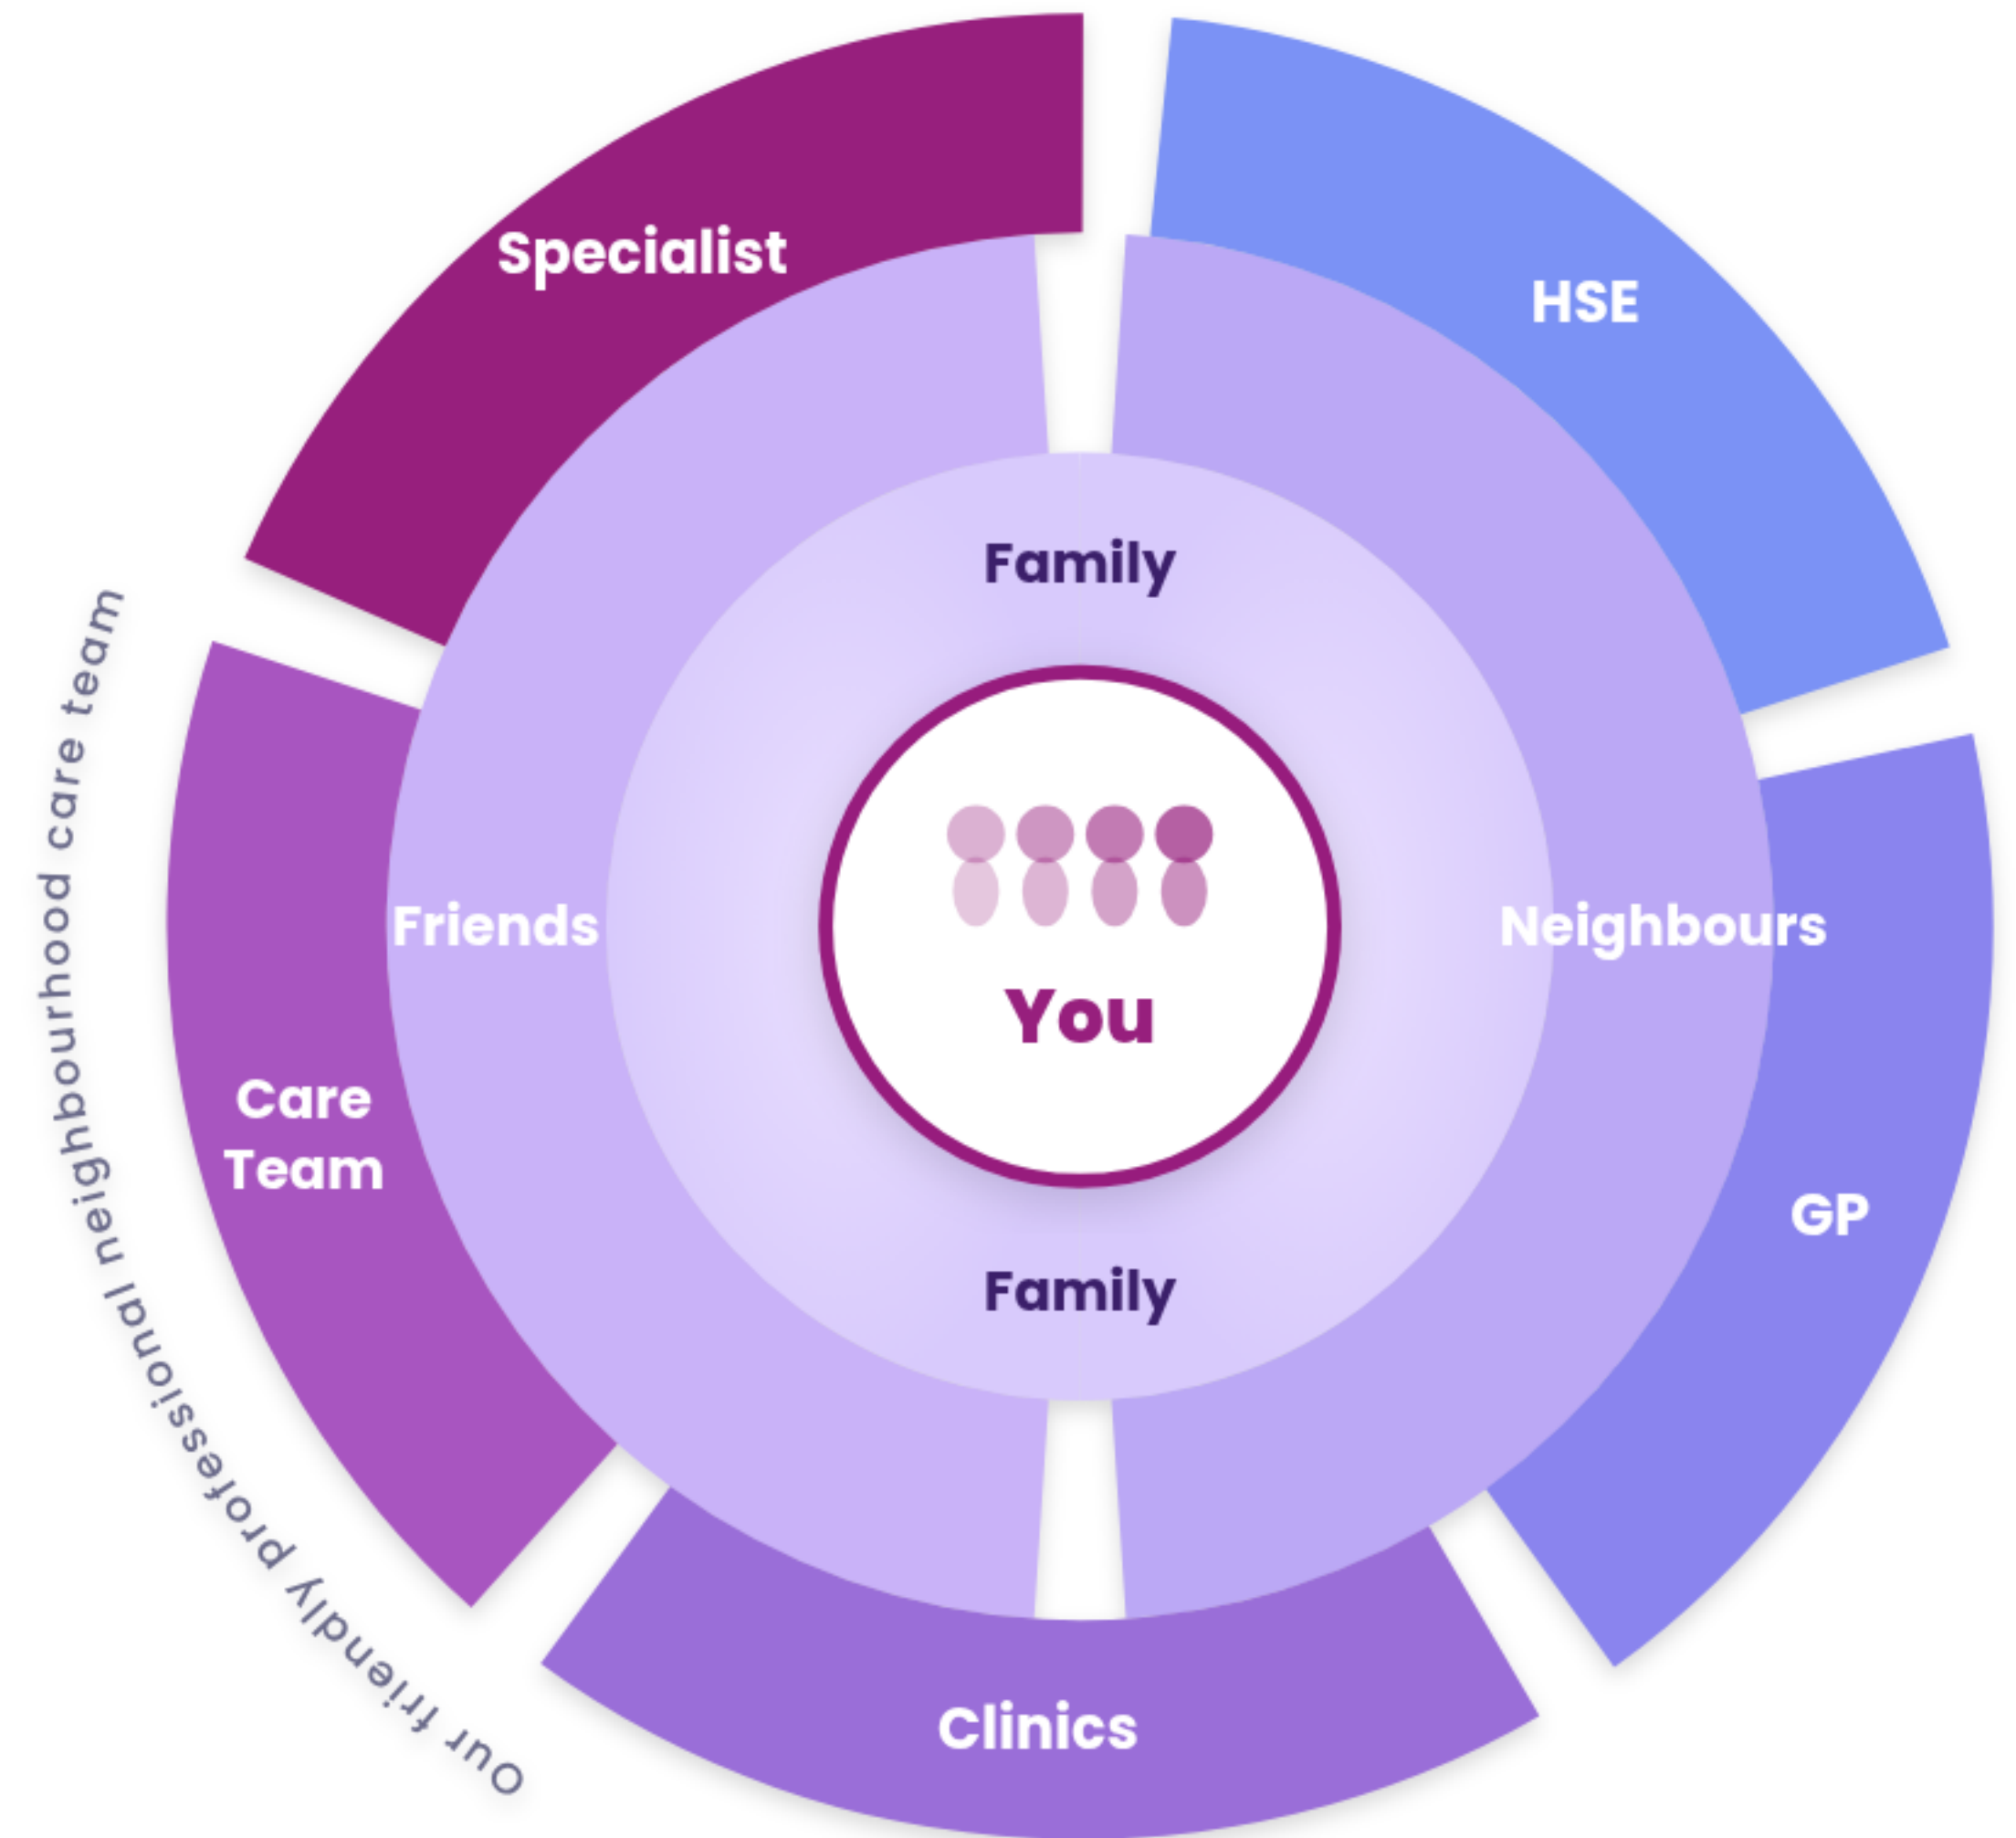 Specialist
HSE
Family
Our friendly professional neighbourhood care team
Friends
Neighbours
You
Care
Team
GP
Family
Clinics